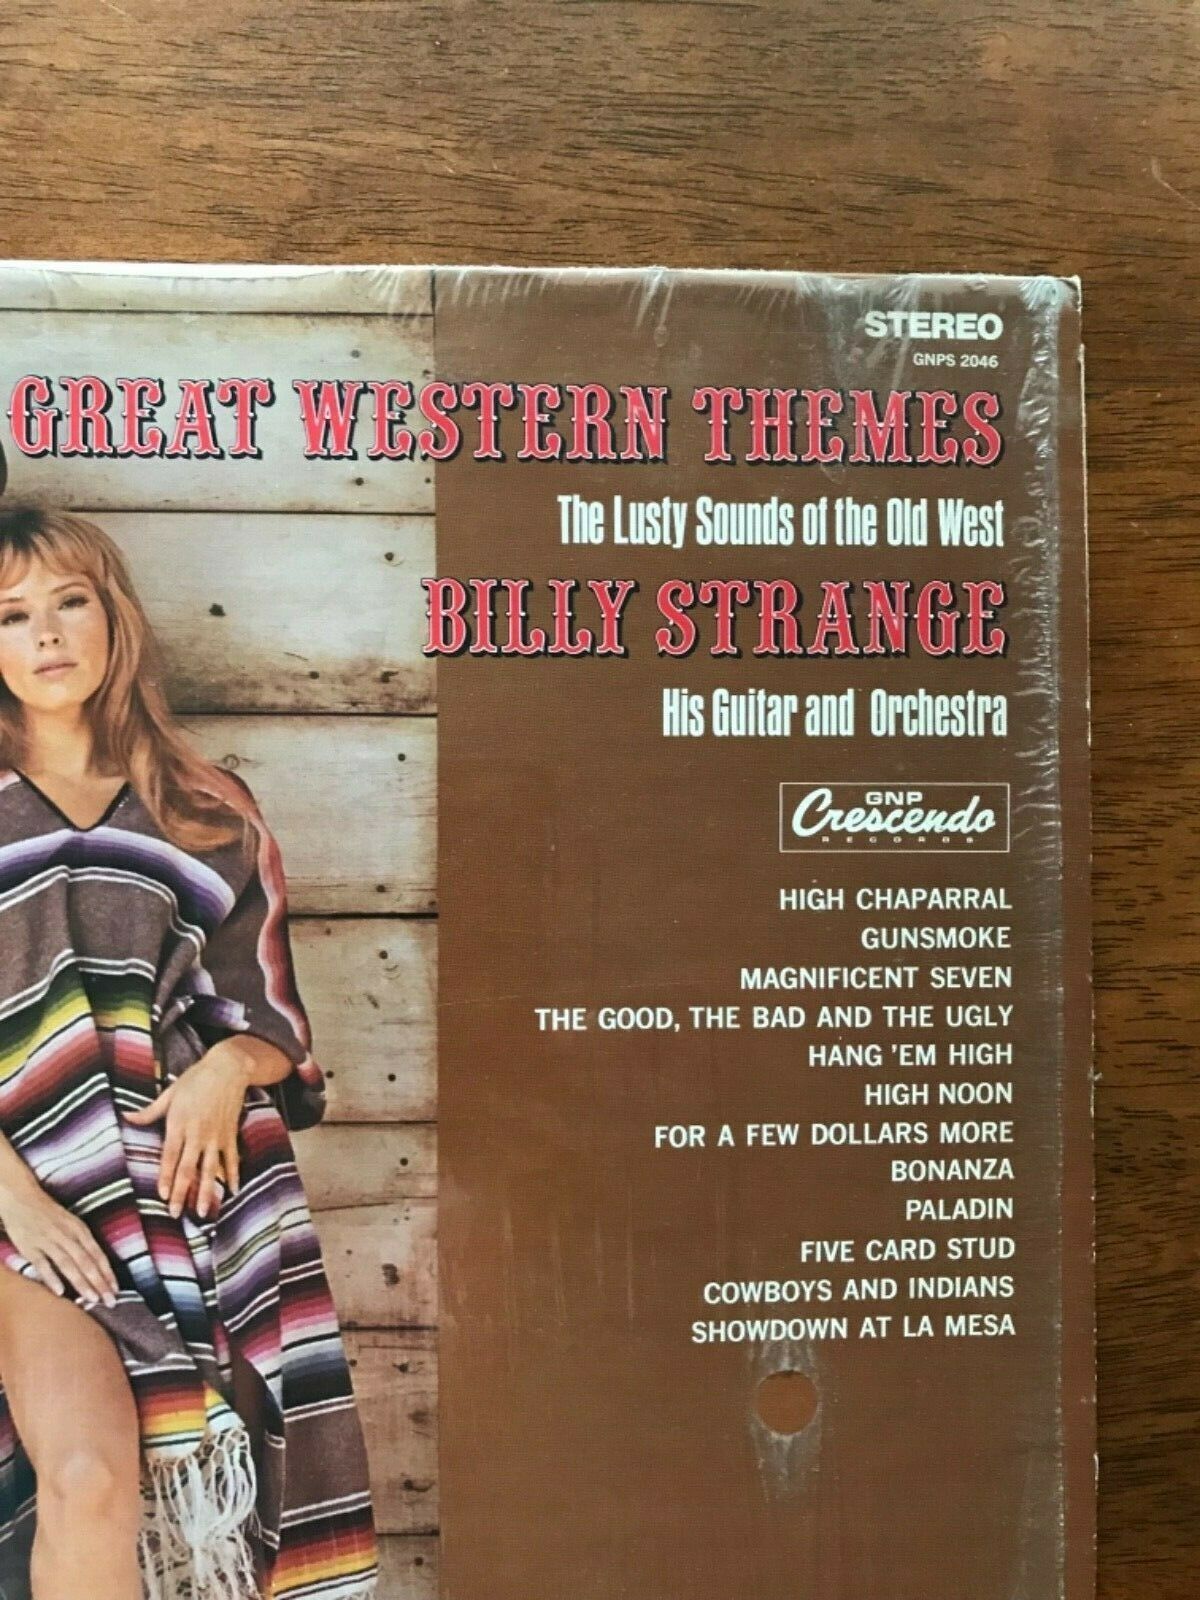 STEREO
GNPS 2046
GREAT WESTERN THEMES
The Lusty Sounds of the Old West
BILLY STRANGE
His Guitar and Orchestra
GNP
Crescendo
RECORDS
HIGH CHAPARRAL
GUNSMOKE
MAGNIFICENT SEVEN
THE GOOD, THE BAD AND THE UGLY
HANG 'EM HIGH
HIGH NOON
FOR A FEW DOLLARS MORE
BONANZA
PALADIN
FIVE CARD STUD
COWBOYS AND INDIANS
SHOWDOWN AT LA MESA